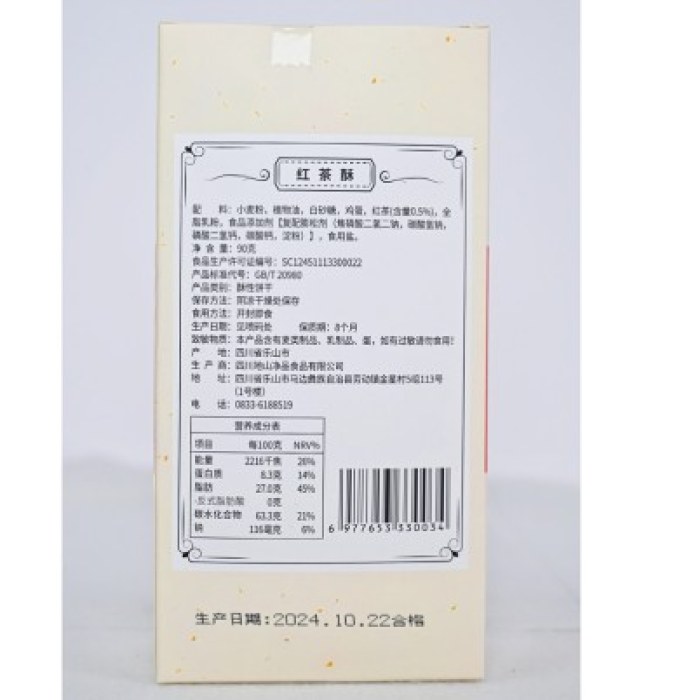 红茶酥
配 料：小麦粉，植物油，白砂糖，鸡蛋，红茶(含量0.5%)，全
脂乳粉，食品添加剂【复配膨松剂（焦磷酸二氢二钠，碳酸氢钠，
磷酸二氢钙，碳酸钙，淀粉）】，食用盐。
净 含 量：90克
食品生产许可证编号：SC12451113300022
产品标准代号：GB/T 20980
产品类别：酥性饼干
保存方法：阴凉干燥处保存
食用方法：开封即食
生产日期：见喷码处 保质期：8个月
致敏物质：本产品含有麦类制品、乳制品、蛋，如有过敏请勿食用！
产 地：四川省乐山市
生 产 商：四川地山净品食品有限公司
地 址：四川省乐山市马边彝族自治县劳动镇金星村5组113号
（1号楼）
电 话：0833-6188519
营养成分表
项目 每100克 NRV%
能量 2216千焦 26%
蛋白质 8.3克 14%
脂肪 27.0克 45%
-反式脂肪酸 0克
碳水化合物 63.3克 21%
钠 116毫克 6%
6 977653 330034
生产日期:2024.10.22合格